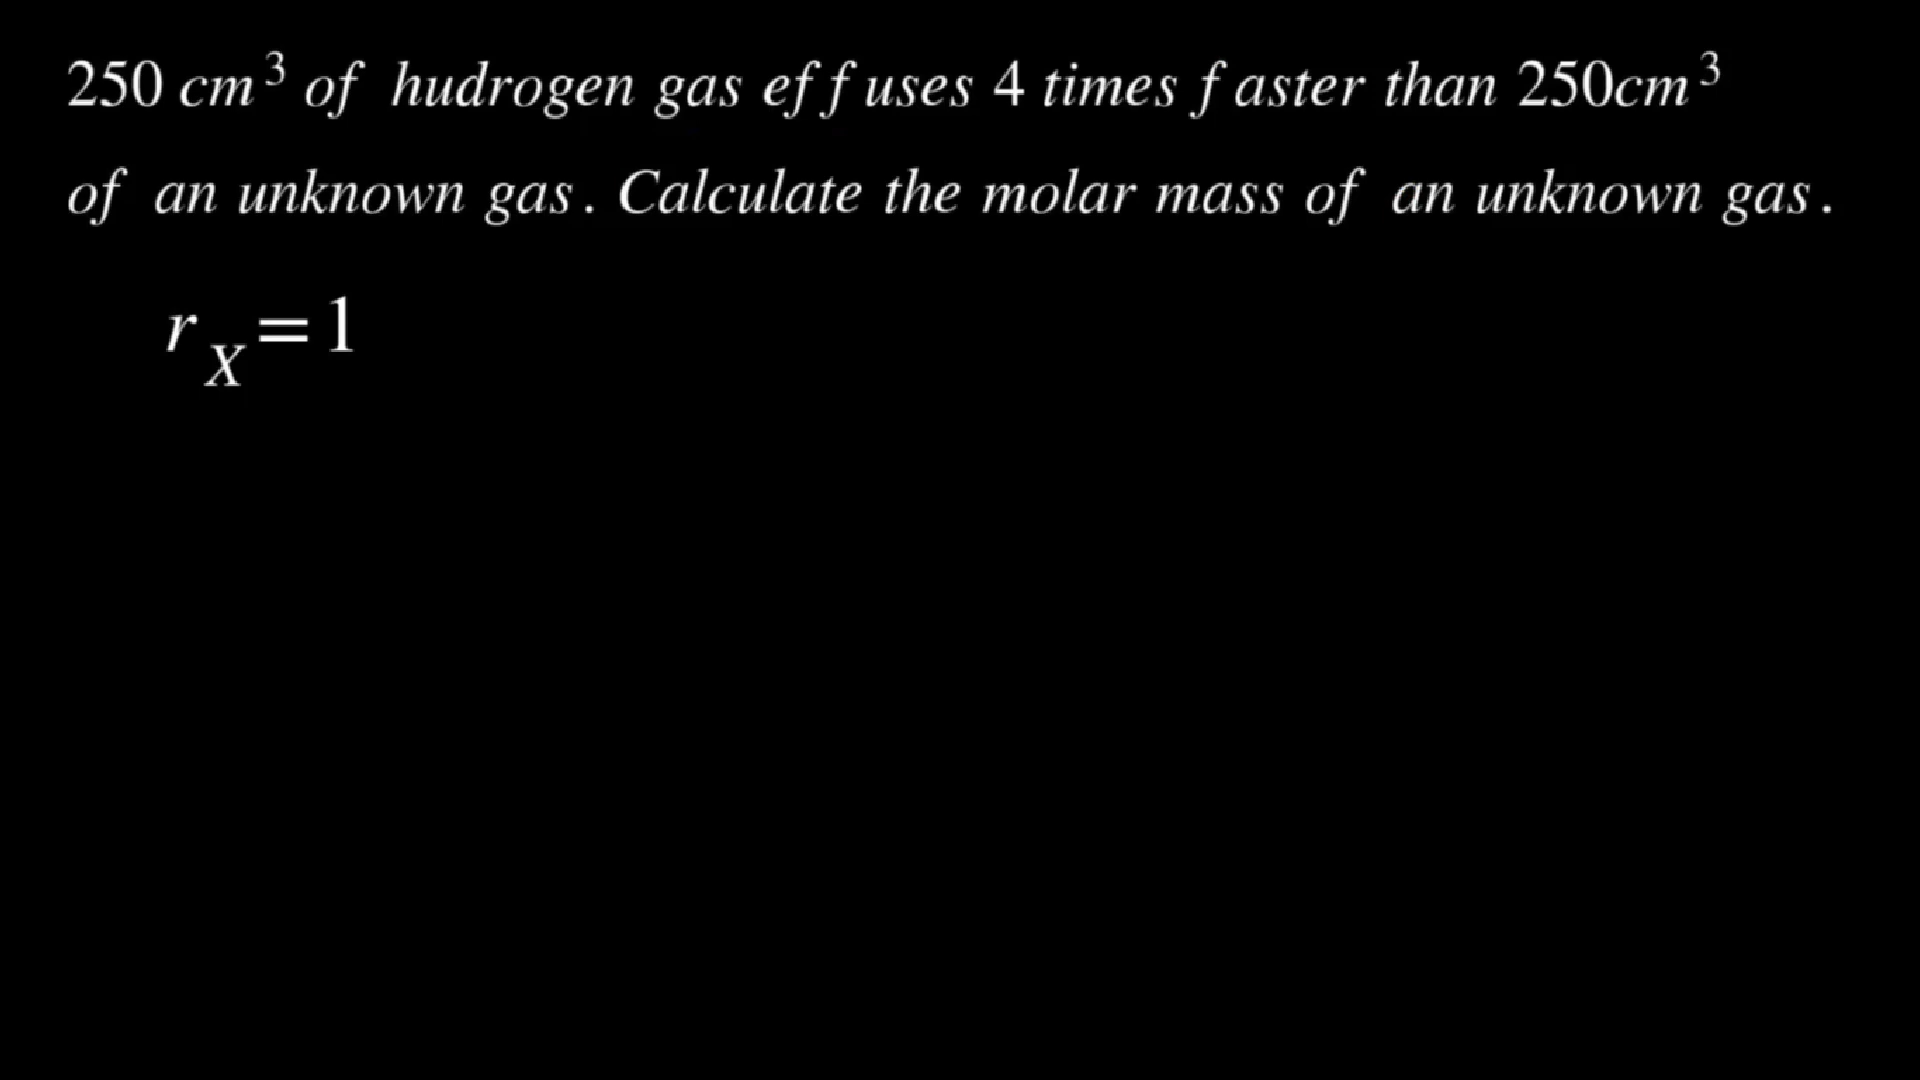 250 cm³ of hudrogen gas effuses 4 times faster than 250cm³
of an unknown gas. Calculate the molar mass of an unknown gas.
r_X = 1